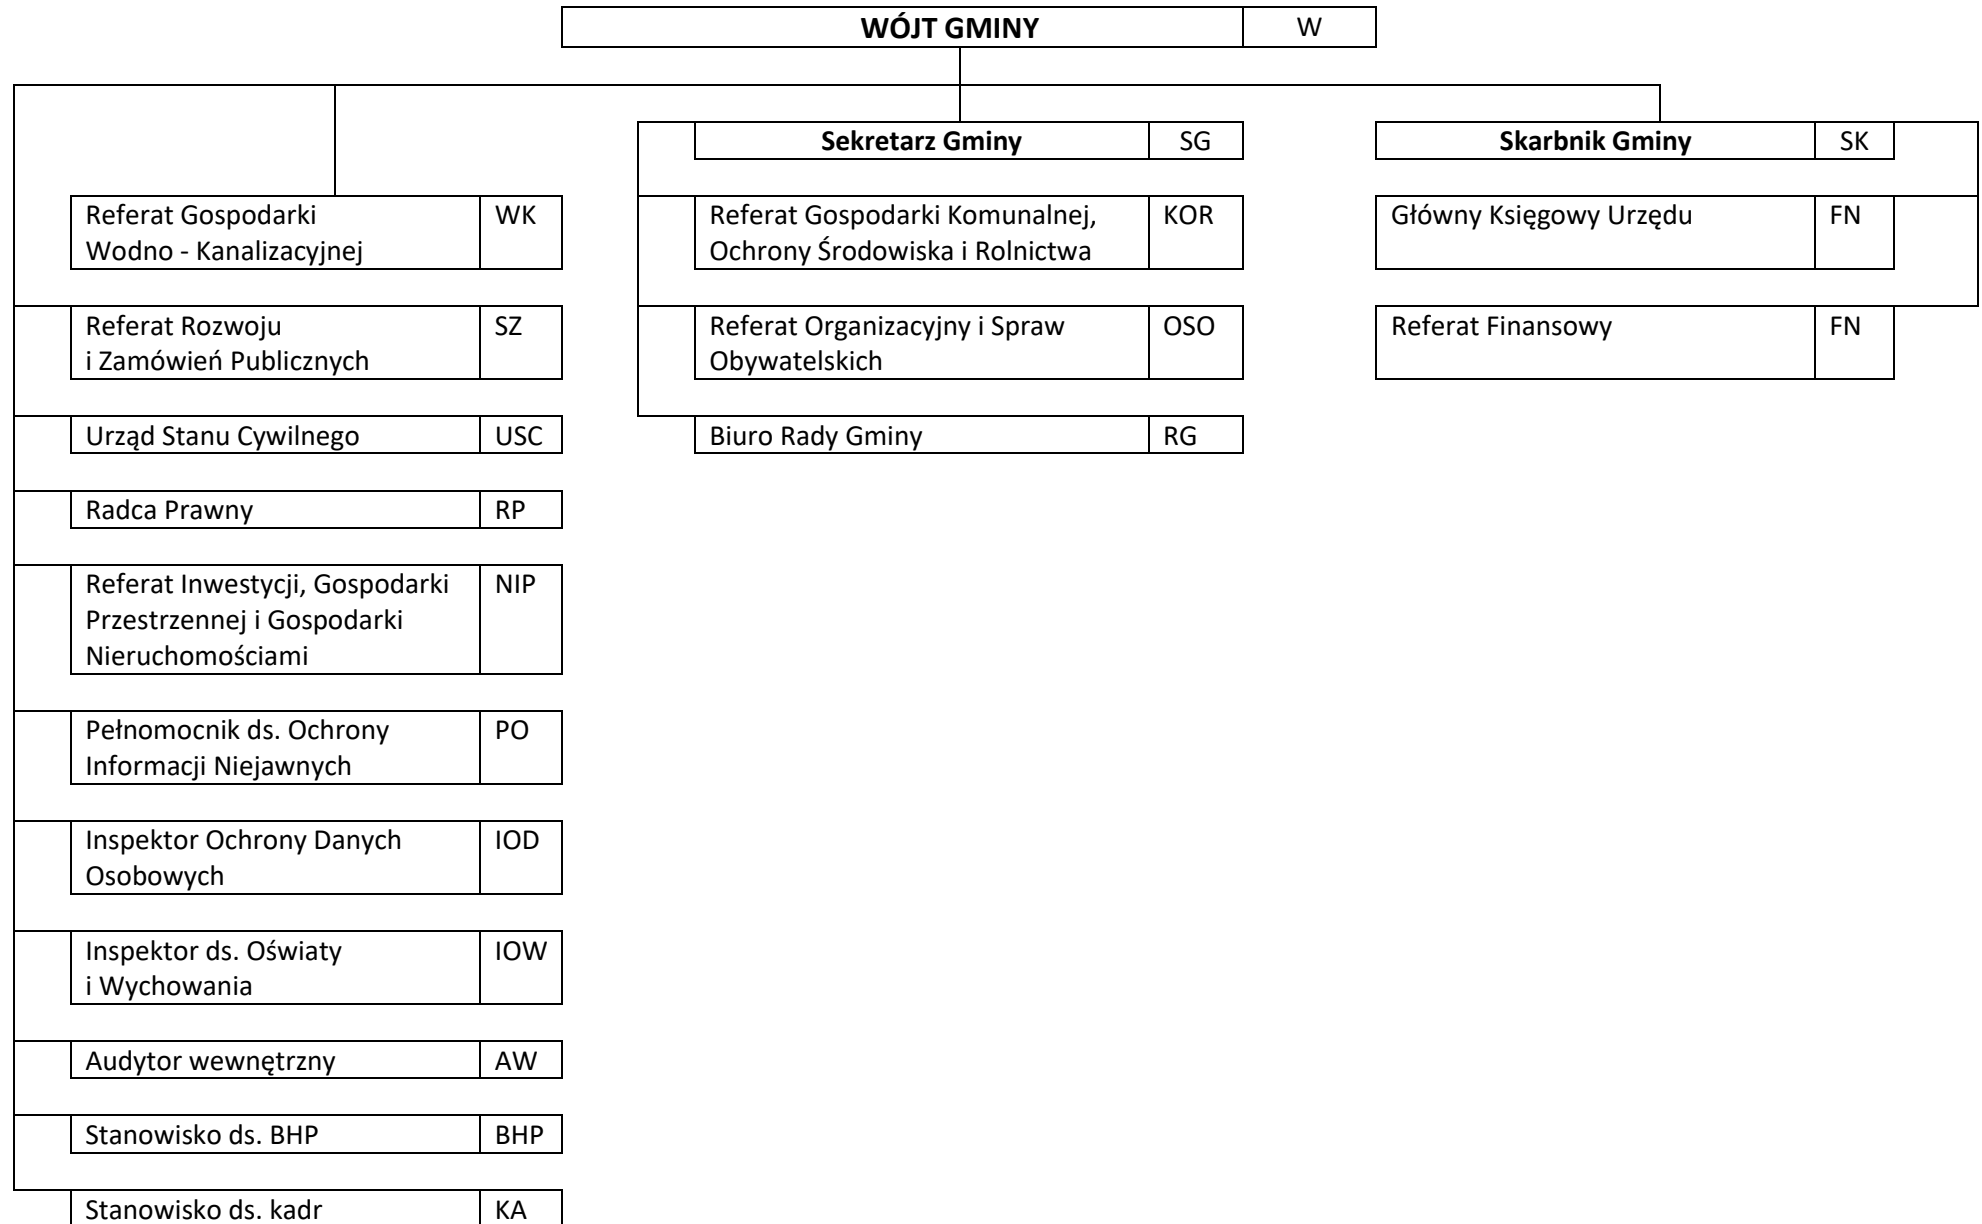 WÓJT GMINY W
Sekretarz Gminy SG
Skarbnik Gminy SK
Referat Gospodarki WK
Wodno - Kanalizacyjnej
Referat Gospodarki Komunalnej, KOR
Ochrony Środowiska i Rolnictwa
Główny Księgowy Urzędu FN
Referat Rozwoju SZ
i Zamówień Publicznych
Referat Organizacyjny i Spraw OSO
Obywatelskich
Referat Finansowy FN
Urząd Stanu Cywilnego USC
Biuro Rady Gminy RG
Radca Prawny RP
Referat Inwestycji, Gospodarki NIP
Przestrzennej i Gospodarki
Nieruchomościami
Pełnomocnik ds. Ochrony PO
Informacji Niejawnych
Inspektor Ochrony Danych IOD
Osobowych
Inspektor ds. Oświaty IOW
i Wychowania
Audytor wewnętrzny AW
Stanowisko ds. BHP BHP
Stanowisko ds. kadr KA